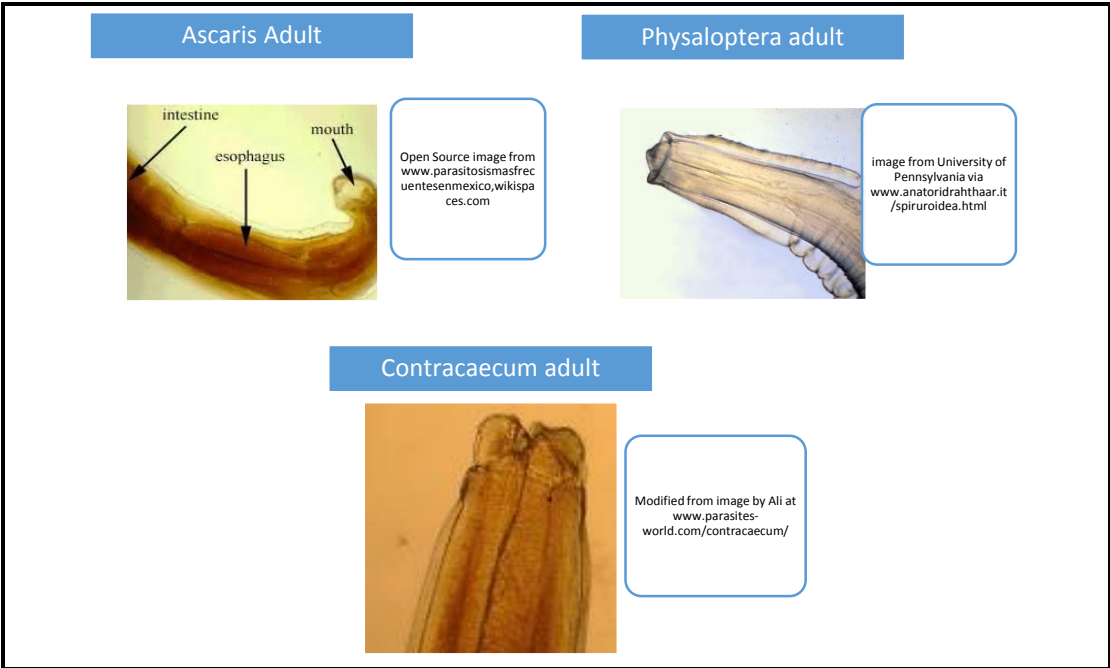 Ascaris Adult
Physaloptera adult
intestine
mouth
esophagus
Open Source image from
www.parasitosismasfrec
uentesenmexico,wikispa
ces.com
image from University of
Pennsylvania via
www.anatoridrahthaar.it
/spiruroidea.html
Contracaecum adult
Modified from image by Ali at
www.parasites-
world.com/contracaecum/